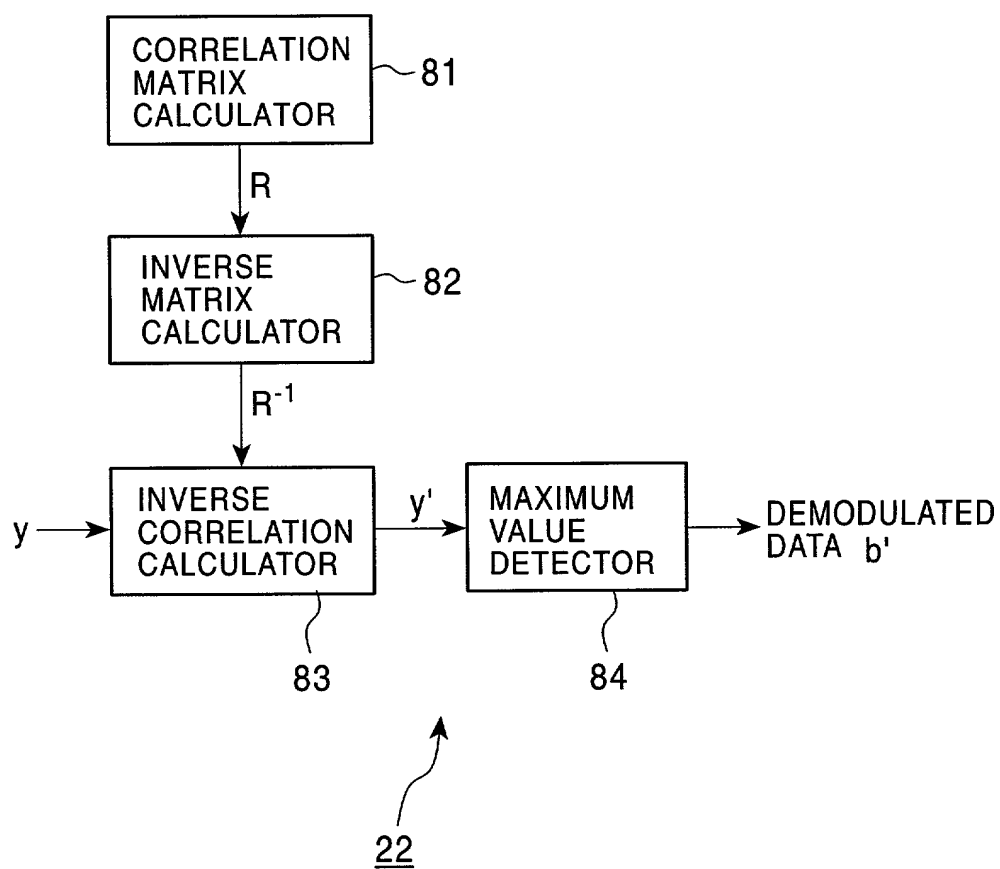 CORRELATION
MATRIX
CALCULATOR
81
R
INVERSE
MATRIX
CALCULATOR
82
R⁻¹
y
INVERSE
CORRELATION
CALCULATOR
83
y'
MAXIMUM
VALUE
DETECTOR
84
DEMODULATED
DATA b'
22